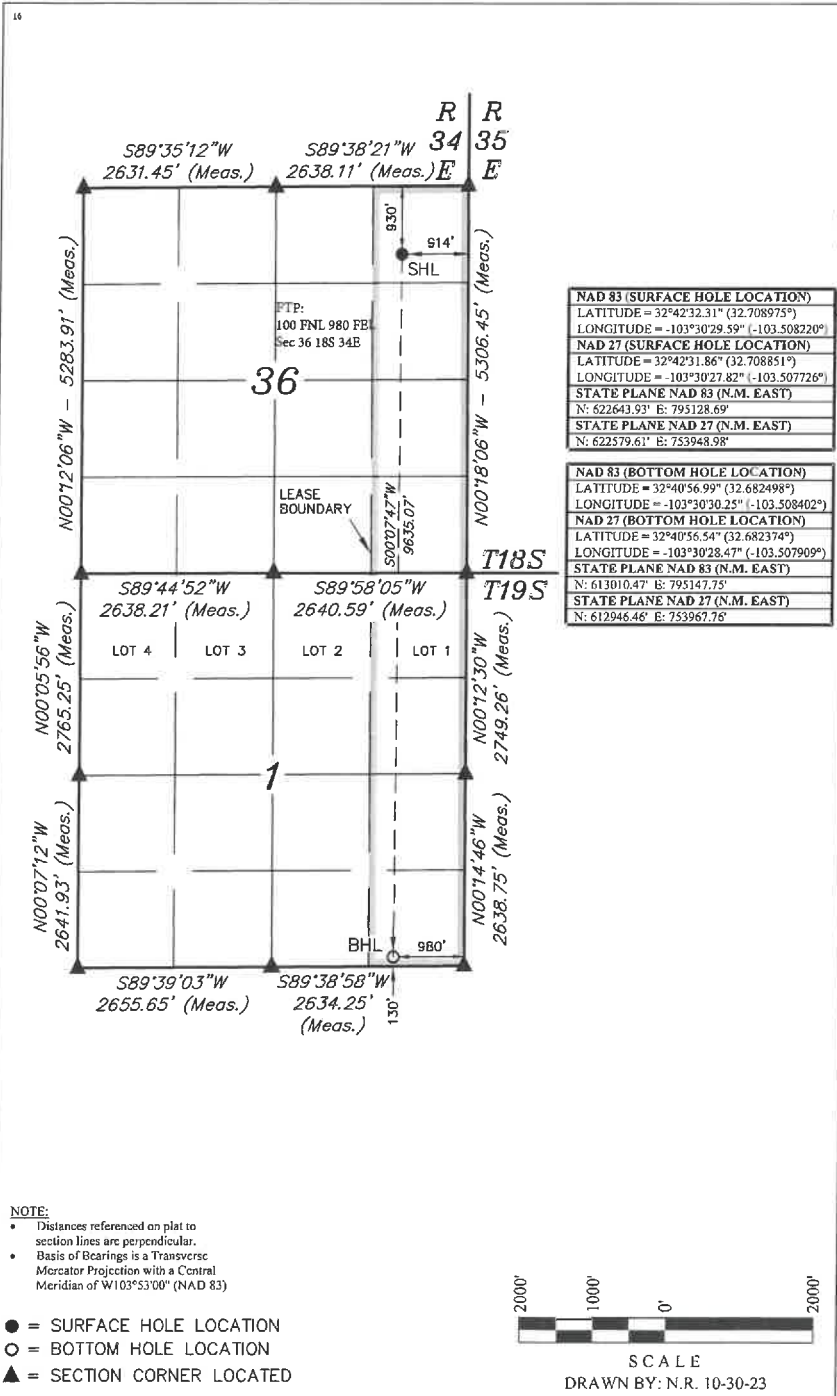 16
R R
34 35
E E
S89°35'12"W
2631.45' (Meas.)
S89°38'21"W
2638.11' (Meas.)
930'
914'
SHL
N00°12'06"W – 5283.91' (Meas.)
N00°18'06"W – 5306.45' (Meas.)
FTP:
100 FNL 980 FEL
Sec 36 18S 34E
36
LEASE
BOUNDARY
S00°07'47"W
9635.07'
T18S
T19S
S89°44'52"W
2638.21' (Meas.)
S89°58'05"W
2640.59' (Meas.)
LOT 4
LOT 3
LOT 2
LOT 1
N00°05'56"W
2765.25' (Meas.)
N00°12'30"W
2749.26' (Meas.)
1
N00°07'12"W
2641.93' (Meas.)
N00°14'46"W
2638.75' (Meas.)
BHL
980'
130'
S89°39'03"W
2655.65' (Meas.)
S89°38'58"W
2634.25'
(Meas.)
NAD 83 (SURFACE HOLE LOCATION)
LATITUDE = 32°42'32.31" (32.708975°)
LONGITUDE = -103°30'29.59" (-103.508220°)
NAD 27 (SURFACE HOLE LOCATION)
LATITUDE = 32°42'31.86" (32.708851°)
LONGITUDE = -103°30'27.82" (-103.507726°)
STATE PLANE NAD 83 (N.M. EAST)
N: 622643.93' E: 795128.69'
STATE PLANE NAD 27 (N.M. EAST)
N: 622579.61' E: 753948.98'
NAD 83 (BOTTOM HOLE LOCATION)
LATITUDE = 32°40'56.99" (32.682498°)
LONGITUDE = -103°30'30.25" (-103.508402°)
NAD 27 (BOTTOM HOLE LOCATION)
LATITUDE = 32°40'56.54" (32.682374°)
LONGITUDE = -103°30'28.47" (-103.507909°)
STATE PLANE NAD 83 (N.M. EAST)
N: 613010.47' E: 795147.75'
STATE PLANE NAD 27 (N.M. EAST)
N: 612946.46' E: 753967.76'
NOTE:
• Distances referenced on plat to
section lines are perpendicular.
• Basis of Bearings is a Transverse
Mercator Projection with a Central
Meridian of W103°53'00" (NAD 83)
● = SURFACE HOLE LOCATION
○ = BOTTOM HOLE LOCATION
▲ = SECTION CORNER LOCATED
2000' 1000' 0' 2000'
SCALE
DRAWN BY: N.R. 10-30-23